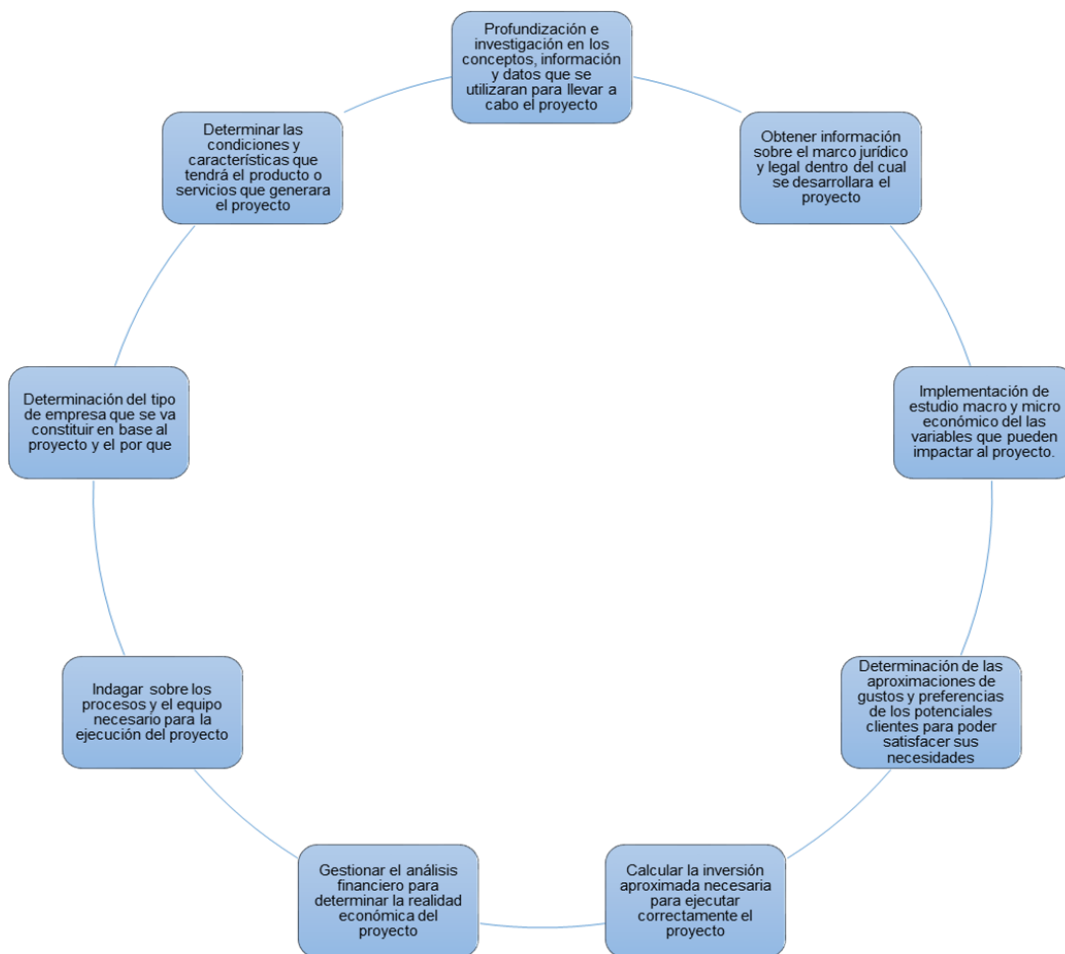 Profundización e
investigación en los
conceptos, información
y datos que se
utilizaran para llevar a
cabo el proyecto
Obtener información
sobre el marco jurídico
y legal dentro del cual
se desarrollara el
proyecto
Implementación de
estudio macro y micro
económico del las
variables que pueden
impactar al proyecto.
Determinación de las
aproximaciones de
gustos y preferencias
de los potenciales
clientes para poder
satisfacer sus
necesidades
Calcular la inversión
aproximada necesaria
para ejecutar
correctamente el
proyecto
Gestionar el análisis
financiero para
determinar la realidad
económica del
proyecto
Indagar sobre los
procesos y el equipo
necesario para la
ejecución del proyecto
Determinación del tipo
de empresa que se va
constituir en base al
proyecto y el por que
Determinar las
condiciones y
características que
tendrá el producto o
servicios que generara
el proyecto